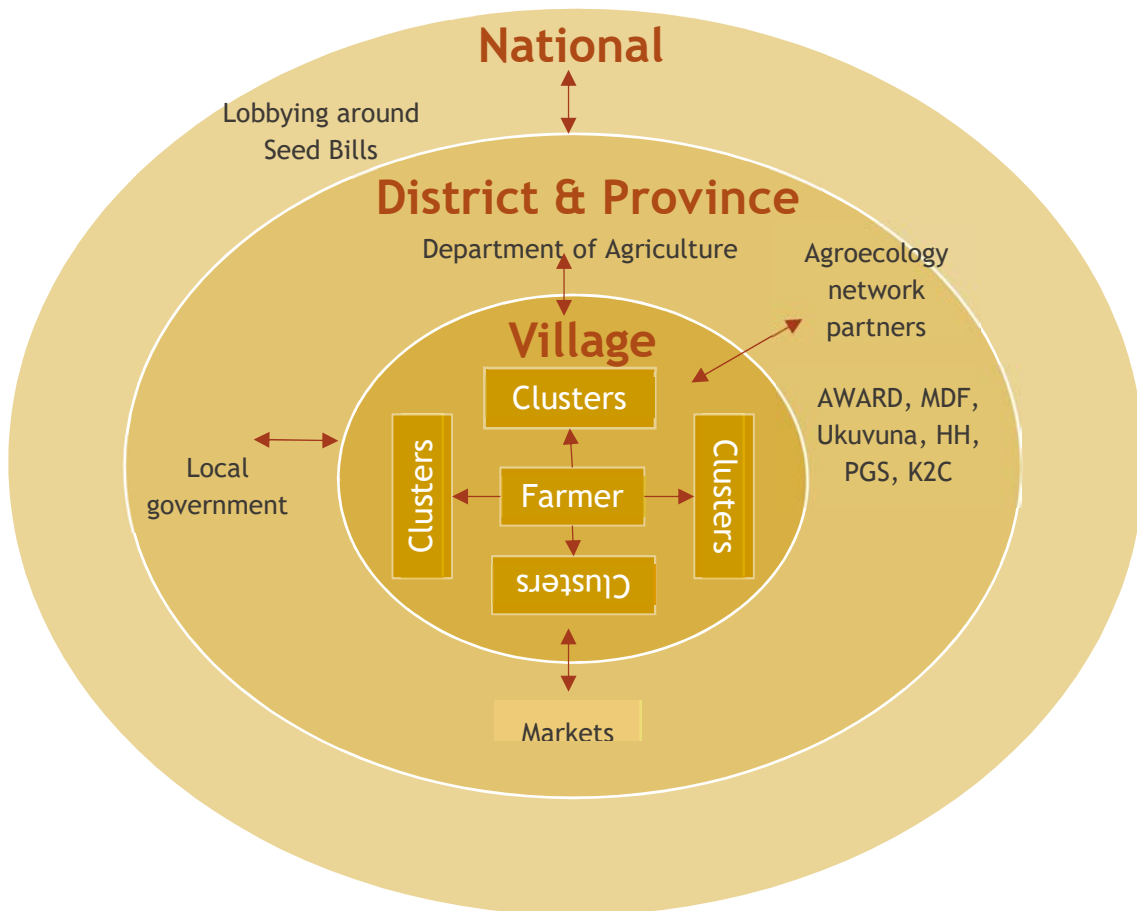 National
Lobbying around
Seed Bills
District & Province
Department of Agriculture
Agroecology
network
partners
Village
Clusters
AWARD, MDF,
Ukuvuna, HH,
PGS, K2C
Clusters
Farmer
Clusters
Local
government
Clusters
Markets